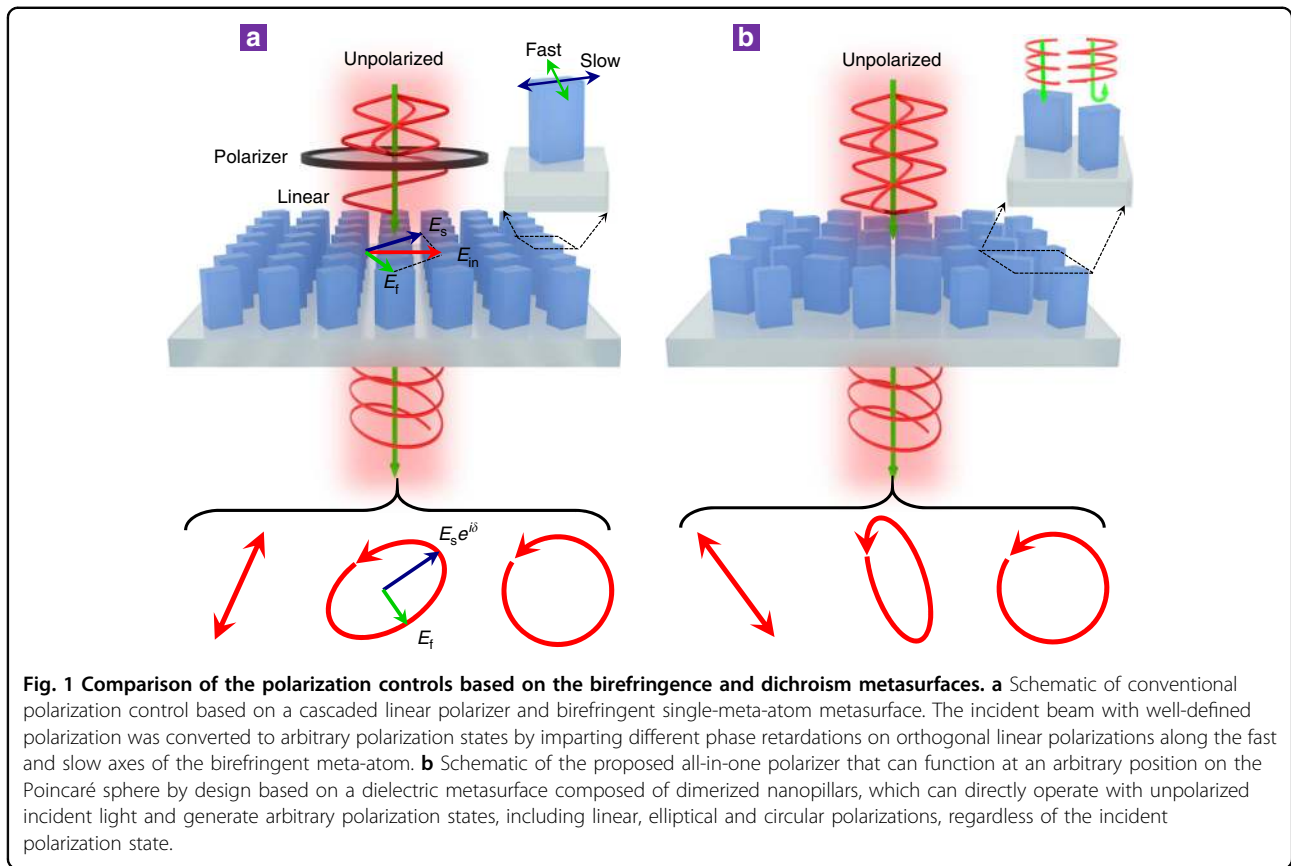 a
Unpolarized
Fast
Slow
Polarizer
Linear
E_s
E_in
E_f
E_s e^{iδ}
E_f
b
Unpolarized
Fig. 1 Comparison of the polarization controls based on the birefringence and dichroism metasurfaces. a Schematic of conventional
polarization control based on a cascaded linear polarizer and birefringent single-meta-atom metasurface. The incident beam with well-defined
polarization was converted to arbitrary polarization states by imparting different phase retardations on orthogonal linear polarizations along the fast
and slow axes of the birefringent meta-atom. b Schematic of the proposed all-in-one polarizer that can function at an arbitrary position on the
Poincaré sphere by design based on a dielectric metasurface composed of dimerized nanopillars, which can directly operate with unpolarized
incident light and generate arbitrary polarization states, including linear, elliptical and circular polarizations, regardless of the incident
polarization state.